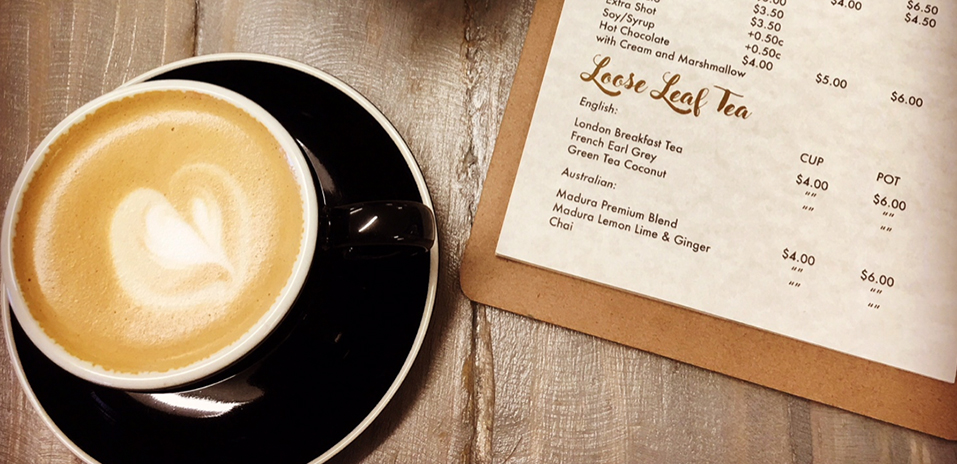 $6.50
$4.00 $4.50
$3.50
Extra Shot $3.50
Soy/Syrup +0.50c
Hot Chocolate +0.50c
with Cream and Marshmallow $4.00
$5.00 $6.00
Loose Leaf Tea
English:
CUP POT
London Breakfast Tea $4.00 $6.00
French Earl Grey "" ""
Green Tea Coconut "" ""
Australian:
Madura Premium Blend $4.00 $6.00
Madura Lemon Lime & Ginger "" ""
Chai "" ""